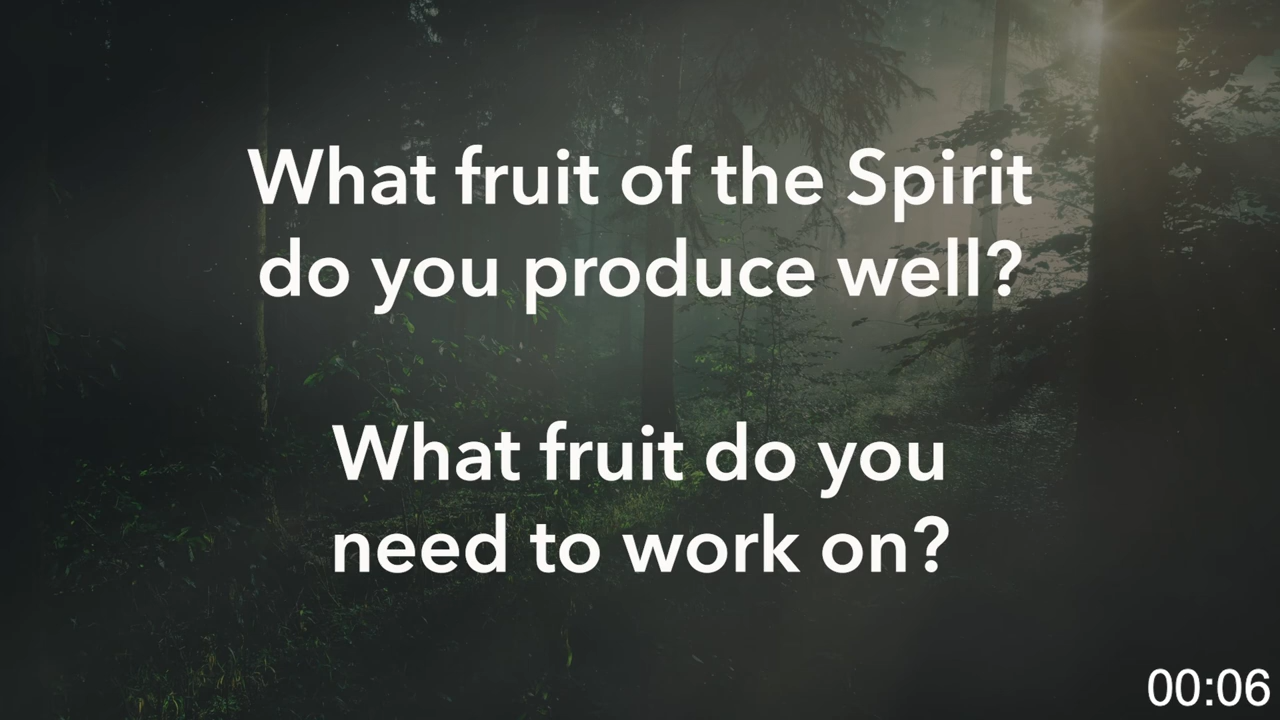 What fruit of the Spirit
do you produce well?
What fruit do you
need to work on?
00:06